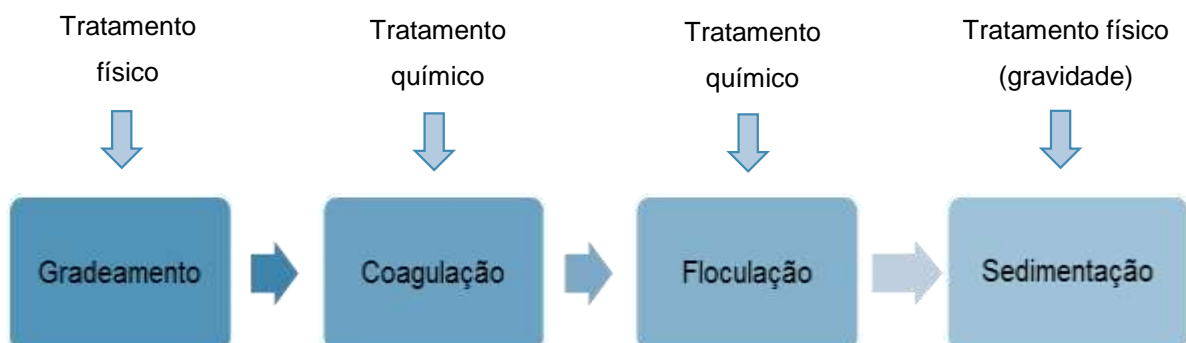 Tratamento
físico
Tratamento
químico
Tratamento
químico
Tratamento físico
(gravidade)
Gradeamento
Coagulação
Floculação
Sedimentação